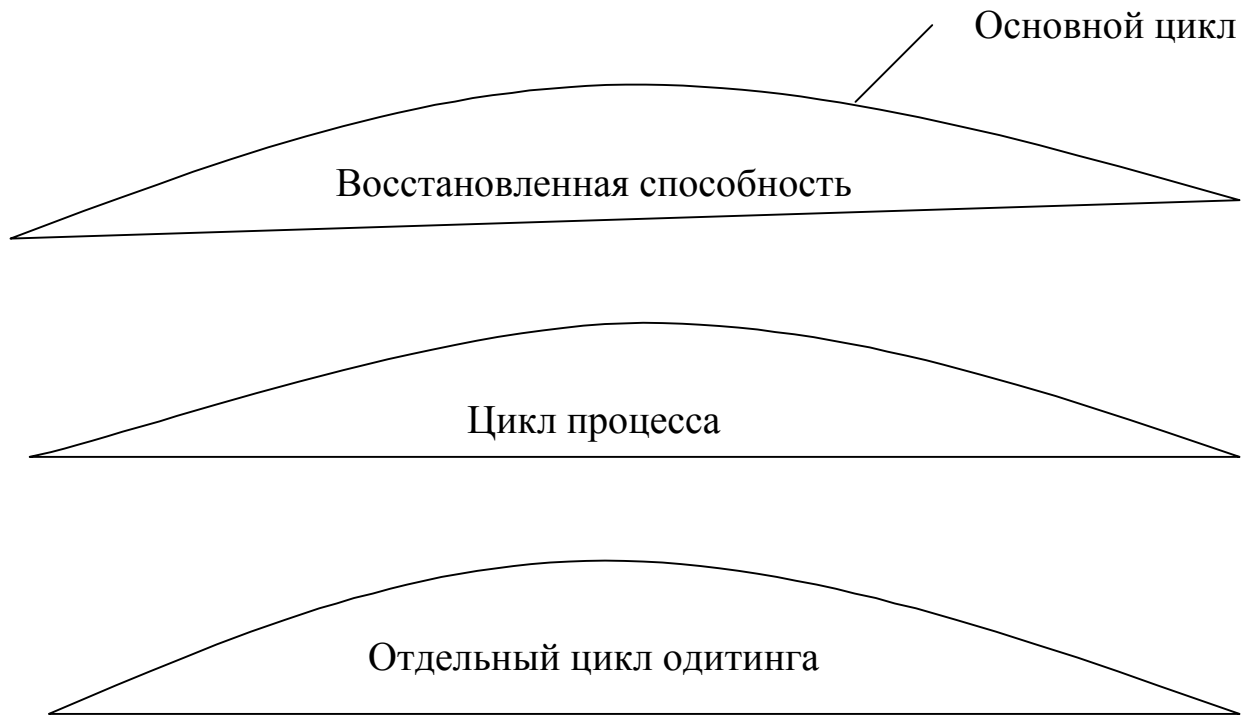 Основной цикл
Восстановленная способность
Цикл процесса
Отдельный цикл одитинга